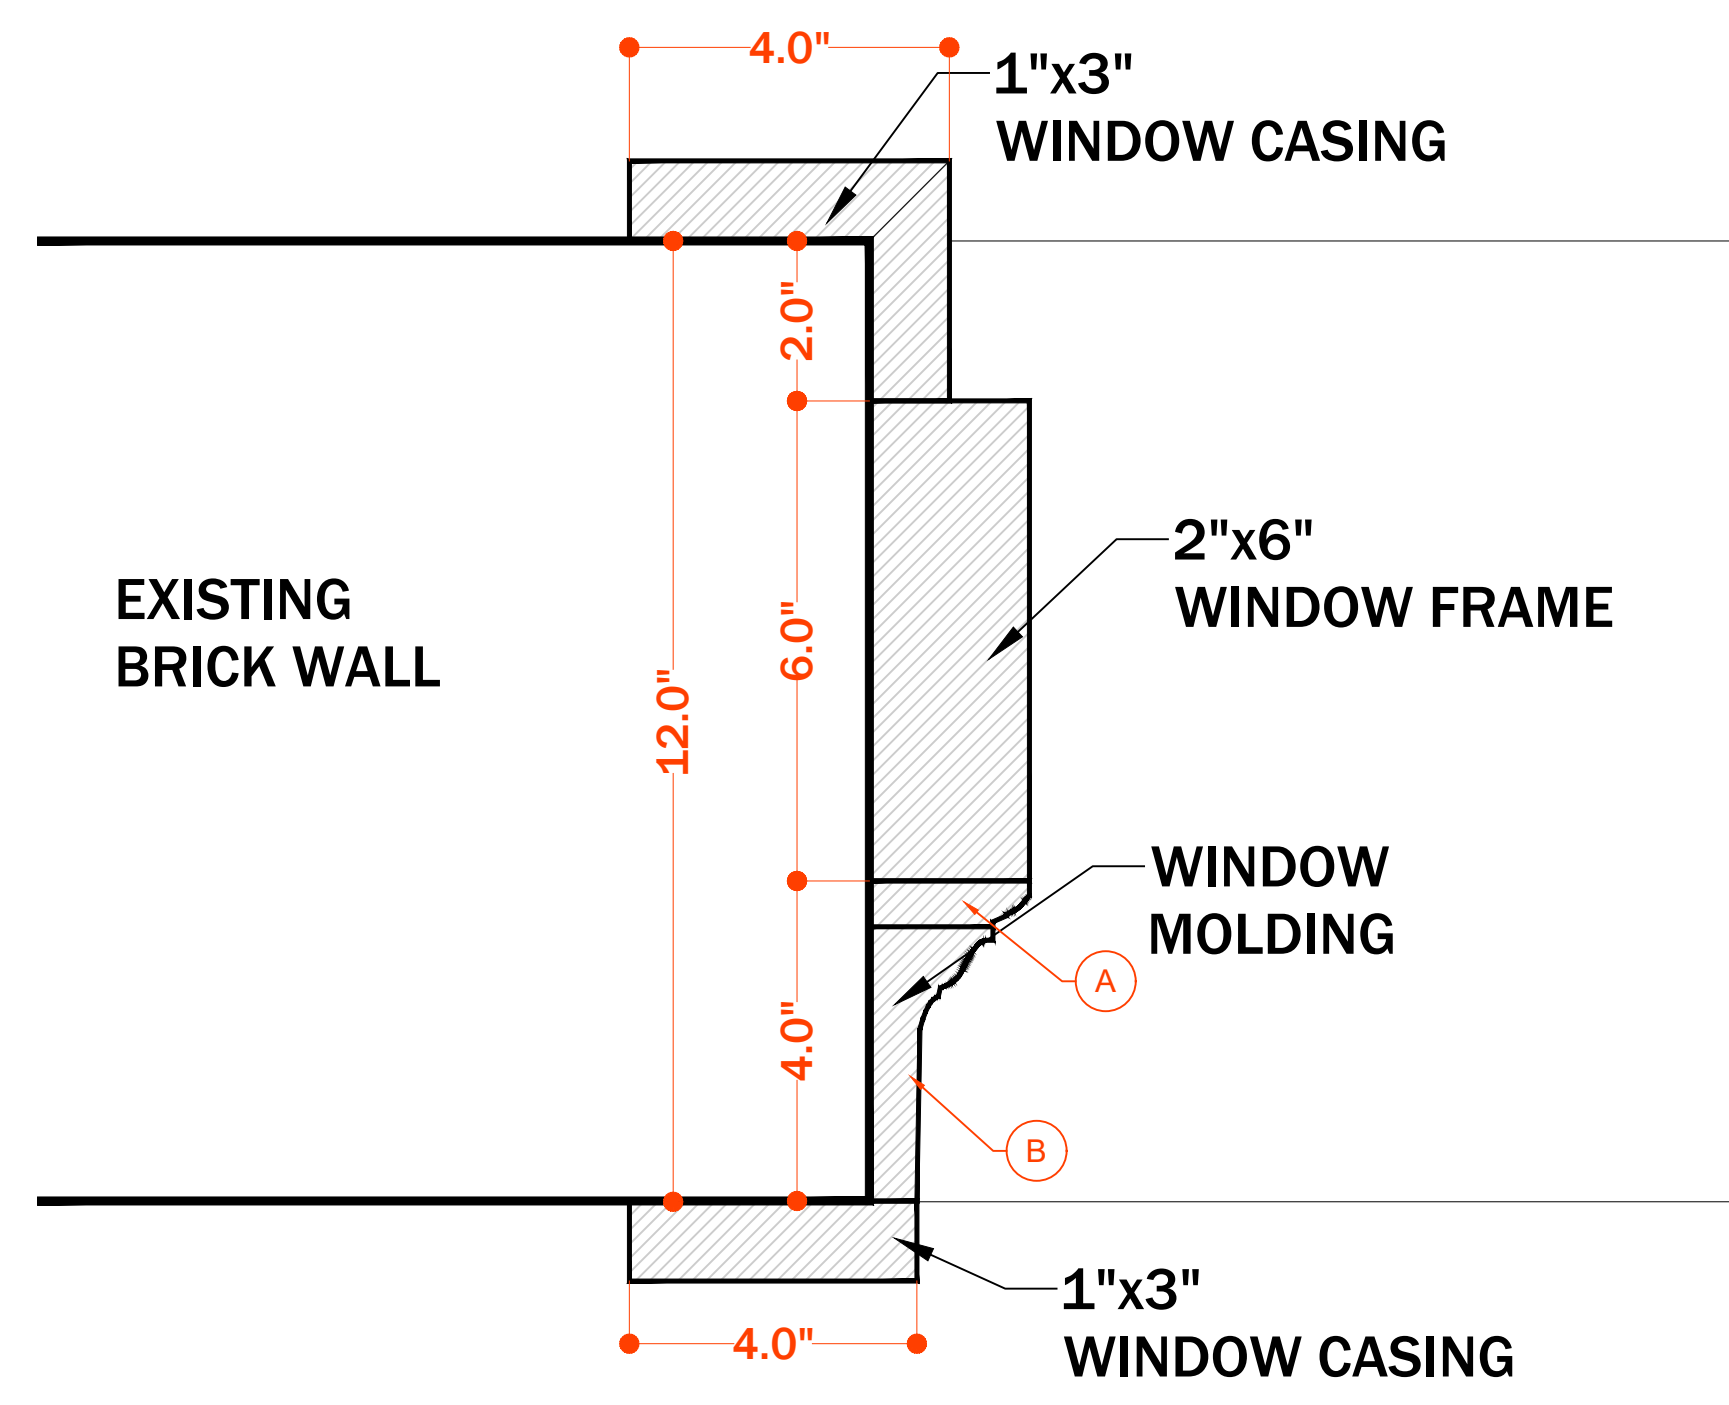 4.0"
1"x3"
WINDOW CASING
2.0"
2"x6"
WINDOW FRAME
6.0"
EXISTING
BRICK WALL
12.0"
WINDOW
MOLDING
A
4.0"
B
1"x3"
WINDOW CASING
4.0"